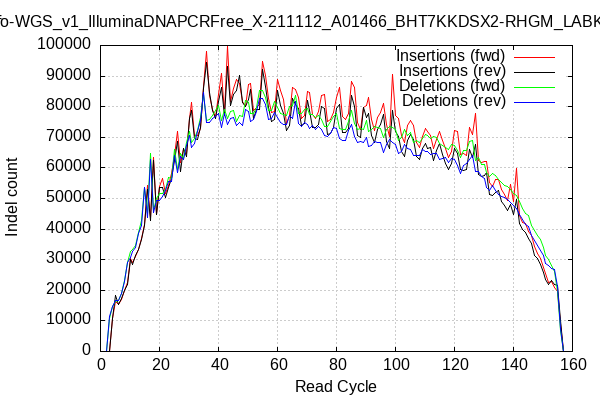 fo-WGS_v1_IlluminaDNAPCRFree_X-211112_A01466_BHT7KKDSX2-RHGM_LABK
100000
90000
80000
70000
60000
50000
40000
30000
20000
10000
0
Insertions (fwd)
Insertions (rev)
Deletions (fwd)
Deletions (rev)
Indel count
0 20 40 60 80 100 120 140 160
Read Cycle